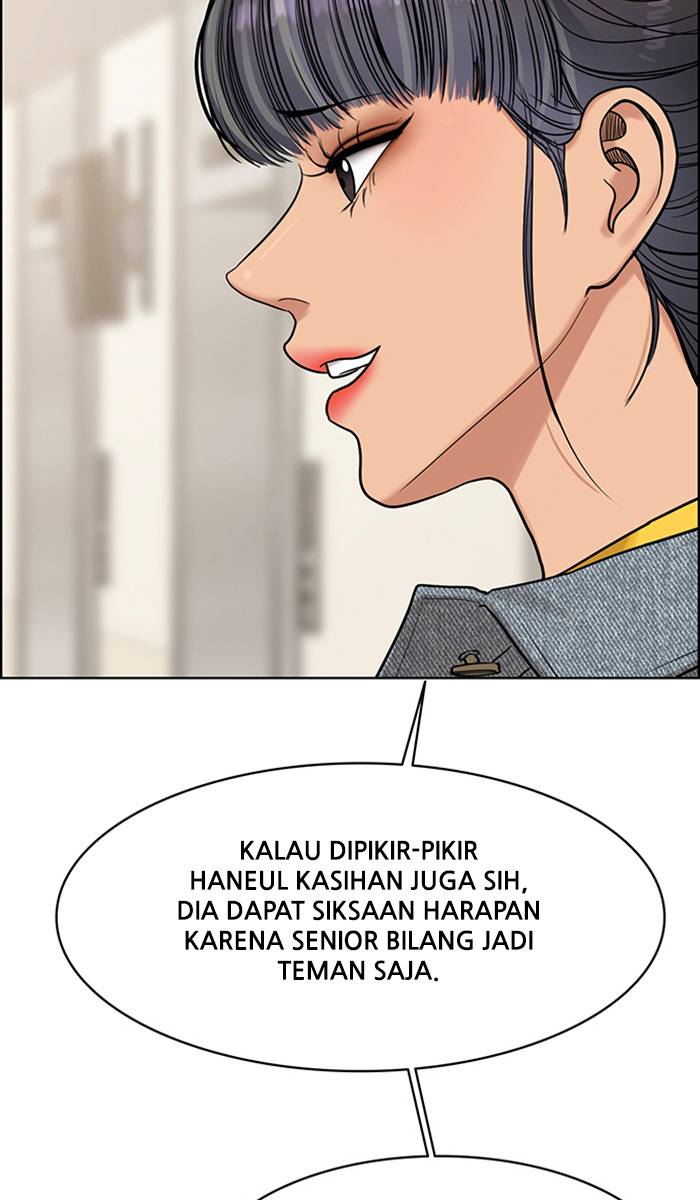 KALAU DIPIKIR-PIKIR
HANEUL KASIHAN JUGA SIH,
DIA DAPAT SIKSAAN HARAPAN
KARENA SENIOR BILANG JADI
TEMAN SAJA.